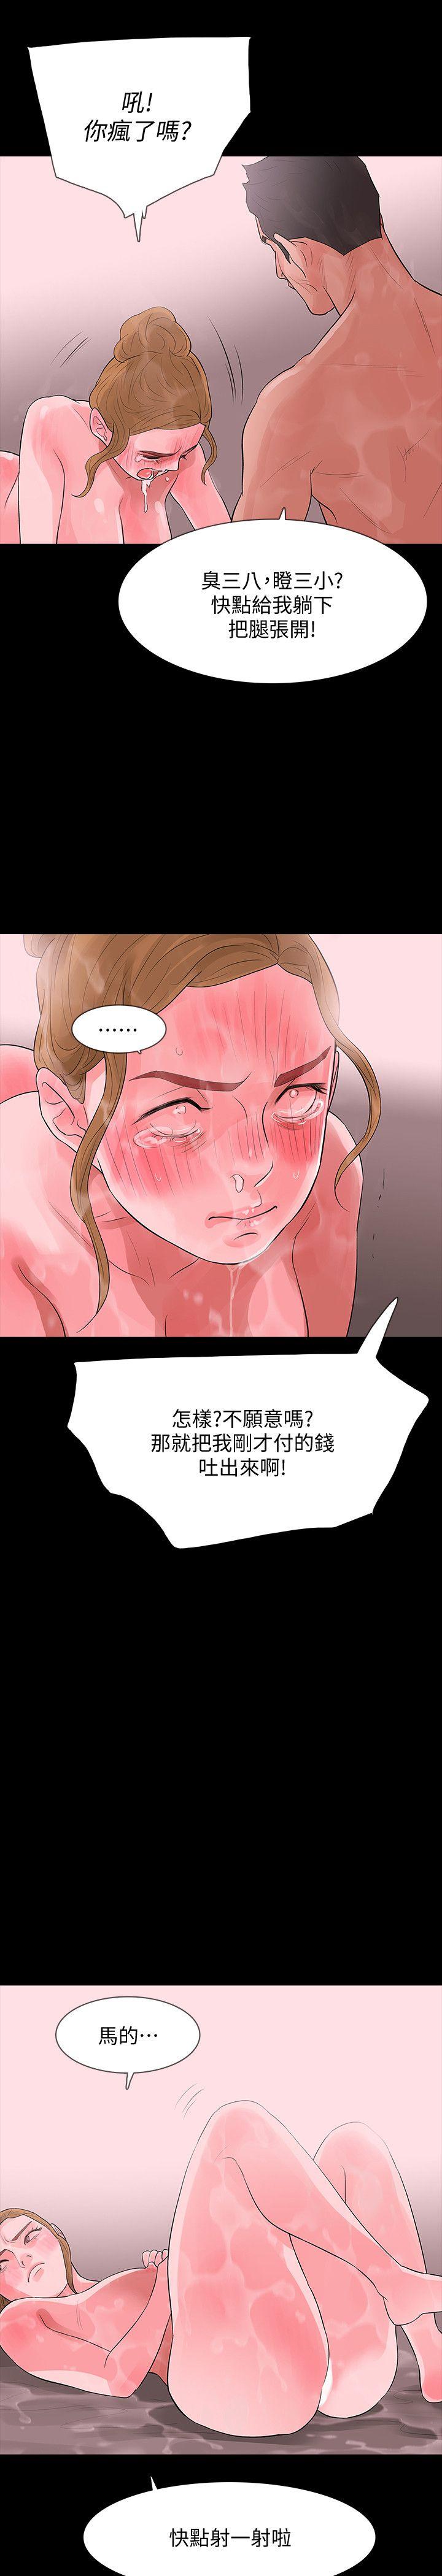 吼!
你瘋了嗎?
臭三八，瞪三小?
快點給我躺下
把腿張開!
……
怎樣?不願意嗎?
那就把我剛才付的錢
吐出來啊!
馬的…
快點射一射啦